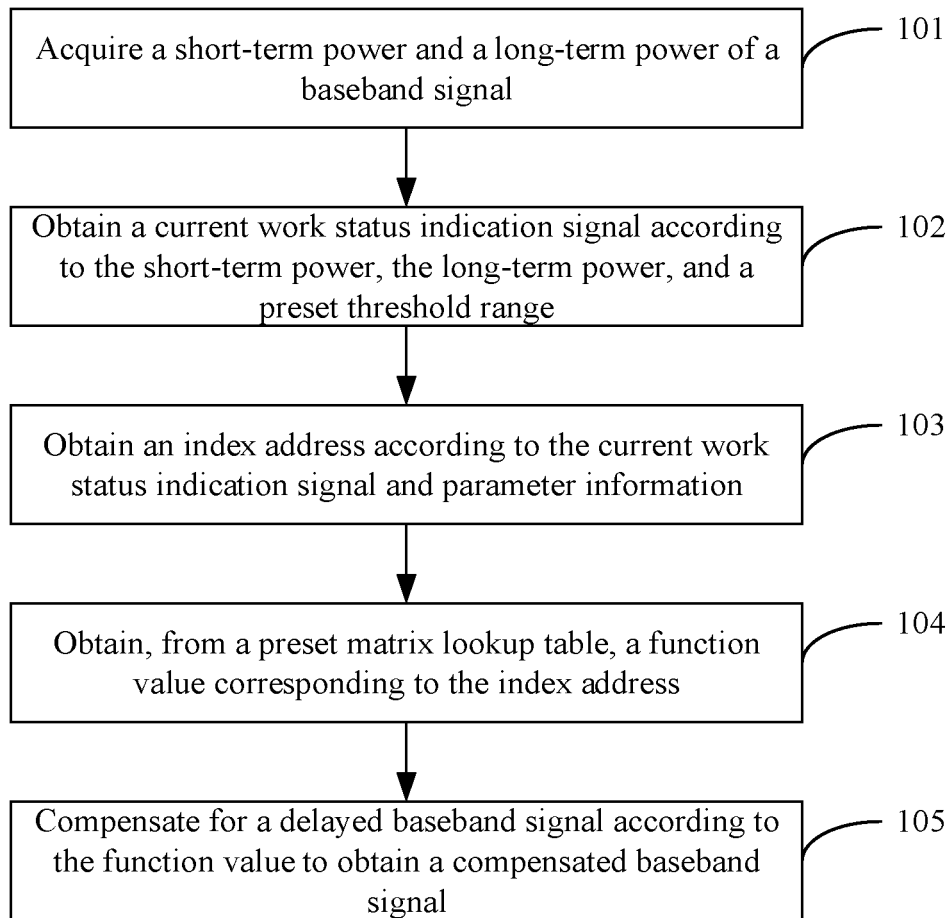 Acquire a short-term power and a long-term power of a
baseband signal
101
Obtain a current work status indication signal according
to the short-term power, the long-term power, and a
preset threshold range
102
Obtain an index address according to the current work
status indication signal and parameter information
103
Obtain, from a preset matrix lookup table, a function
value corresponding to the index address
104
Compensate for a delayed baseband signal according to
the function value to obtain a compensated baseband
signal
105